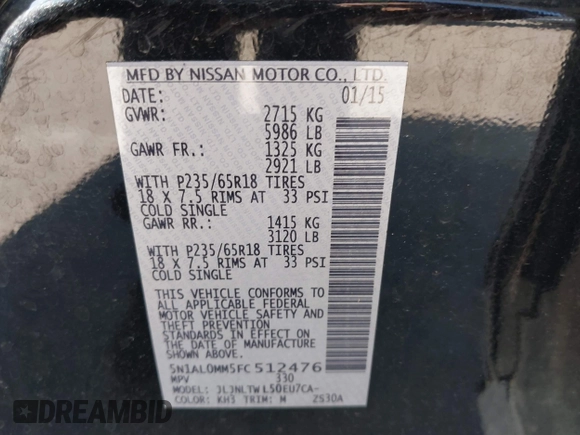 MFD BY NISSAN MOTOR CO., LTD.
DATE: 01/15
GVWR: 2715 KG
5986 LB
GAWR FR.: 1325 KG
2921 LB
WITH P235/65R18 TIRES
18 X 7.5 RIMS AT 33 PSI
COLD SINGLE
GAWR RR.: 1415 KG
3120 LB
WITH P235/65R18 TIRES
18 X 7.5 RIMS AT 33 PSI
COLD SINGLE
THIS VEHICLE CONFORMS TO
ALL APPLICABLE FEDERAL
MOTOR VEHICLE SAFETY AND
THEFT PREVENTION
STANDARDS IN EFFECT ON
THE DATE OF MANUFACTURE
SHOWN ABOVE.
5N1AL0MM5FC512476
MPV 330
MODEL: JL3NLTW L50EU7CA-
COLOR: KH3 TRIM: M ZS30A
EPICVIN